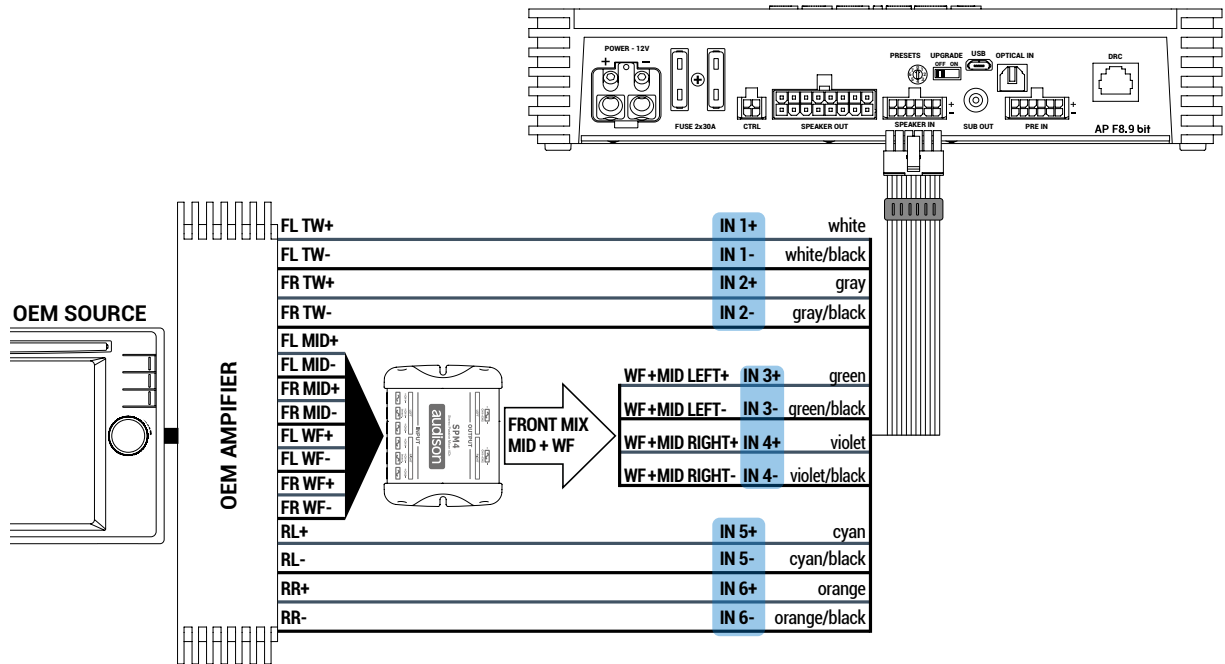 POWER - 12V
+ -
FUSE 2x30A
CTRL
SPEAKER OUT
PRESETS
UPGRADE
OFF ON
USB
OPTICAL IN
DRC
SPEAKER IN
+
-
SUB OUT
PRE IN
+
-
AP F8.9 bit
OEM SOURCE
OEM AMPIFIER
FL TW+ IN 1+ white
FL TW- IN 1- white/black
FR TW+ IN 2+ gray
FR TW- IN 2- gray/black
FL MID+
FL MID-
FR MID+
FR MID-
FL WF+
FL WF-
FR WF+
FR WF-
audison
SPM4
INPUT
OUTPUT
FRONT MIX
MID + WF
WF+MID LEFT+ IN 3+ green
WF+MID LEFT- IN 3- green/black
WF+MID RIGHT+ IN 4+ violet
WF+MID RIGHT- IN 4- violet/black
RL+ IN 5+ cyan
RL- IN 5- cyan/black
RR+ IN 6+ orange
RR- IN 6- orange/black